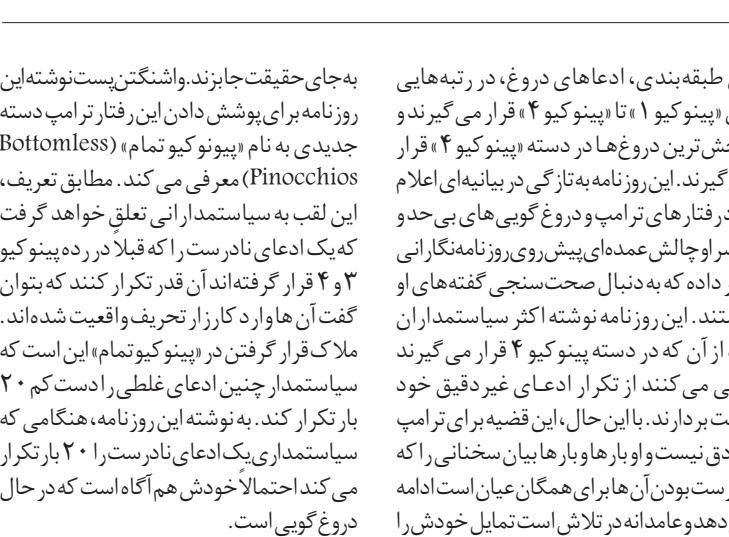 طبقه‌بندی، ادعاهای دروغ، در رتبه‌هایی
«پینوکیو ۱» تا «پینوکیو ۴» قرار می‌گیرند و
دروغ‌ها در دسته «پینوکیو ۴» قرار
گیرند. این روزنامه به‌تازگی در بیانیه‌ای اعلام
رفتارهای ترامپ و دروغ‌گویی‌های بی‌حد و
او چالش عمده‌ای پیش‌روی روزنامه‌نگارانی
داده که به دنبال صحت‌سنجی گفته‌های او
این روزنامه نوشته اکثر سیاستمداران
از آن که در دسته پینوکیو ۴ قرار می‌گیرند
می‌کنند از تکرار ادعای غیردقیق خود
بردارند. با این حال، این قضیه برای ترامپ
نیست و او بارها و بارها بیان سخنانی را که
بودن آن‌ها برای همگان عیان است ادامه
و عامدانه در تلاش است تمایل خودش را
به‌جای حقیقت جا بزند. واشنگتن‌پست نوشته این
روزنامه برای پوشش دادن این رفتار ترامپ دسته
جدیدی به نام «پیونوکیو تمام» (Bottomless
Pinocchios) معرفی می‌کند. مطابق تعریف،
این لقب به سیاستمدارانی تعلق خواهد گرفت
که یک ادعای نادرست را که قبلاً در رده پینوکیو
۳ و ۴ قرار گرفته‌اند آن قدر تکرار کنند که بتوان
گفت آن‌ها وارد کارزار تحریف واقعیت شده‌اند.
ملاک قرار گرفتن در «پینوکیو تمام» این است که
سیاستمدار چنین ادعای غلطی را دست‌کم ۲۰
بار تکرار کند. به نوشته این روزنامه، هنگامی که
سیاستمداری یک ادعای نادرست را ۲۰ بار تکرار
می‌کند احتمالاً خودش هم آگاه است که در حال
دروغ‌گویی است.